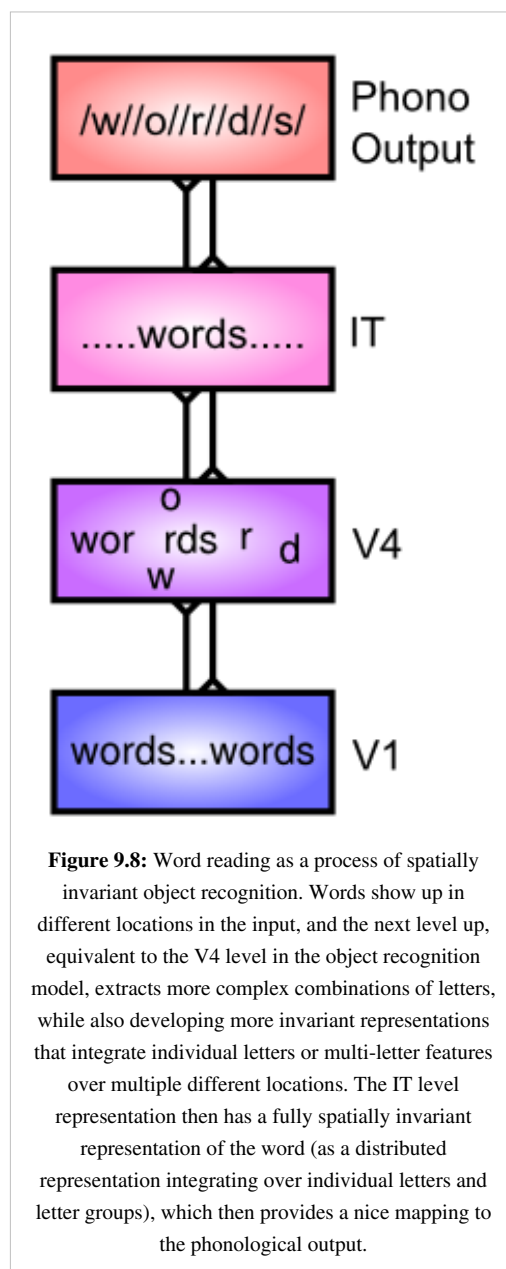 /w//o//r//d//s/
Phono
Output
.....words.....
IT
o
wor rds r d
w
V4
words...words
V1
Figure 9.8: Word reading as a process of spatially
invariant object recognition. Words show up in
different locations in the input, and the next level up,
equivalent to the V4 level in the object recognition
model, extracts more complex combinations of letters,
while also developing more invariant representations
that integrate individual letters or multi-letter features
over multiple different locations. The IT level
representation then has a fully spatially invariant
representation of the word (as a distributed
representation integrating over individual letters and
letter groups), which then provides a nice mapping to
the phonological output.